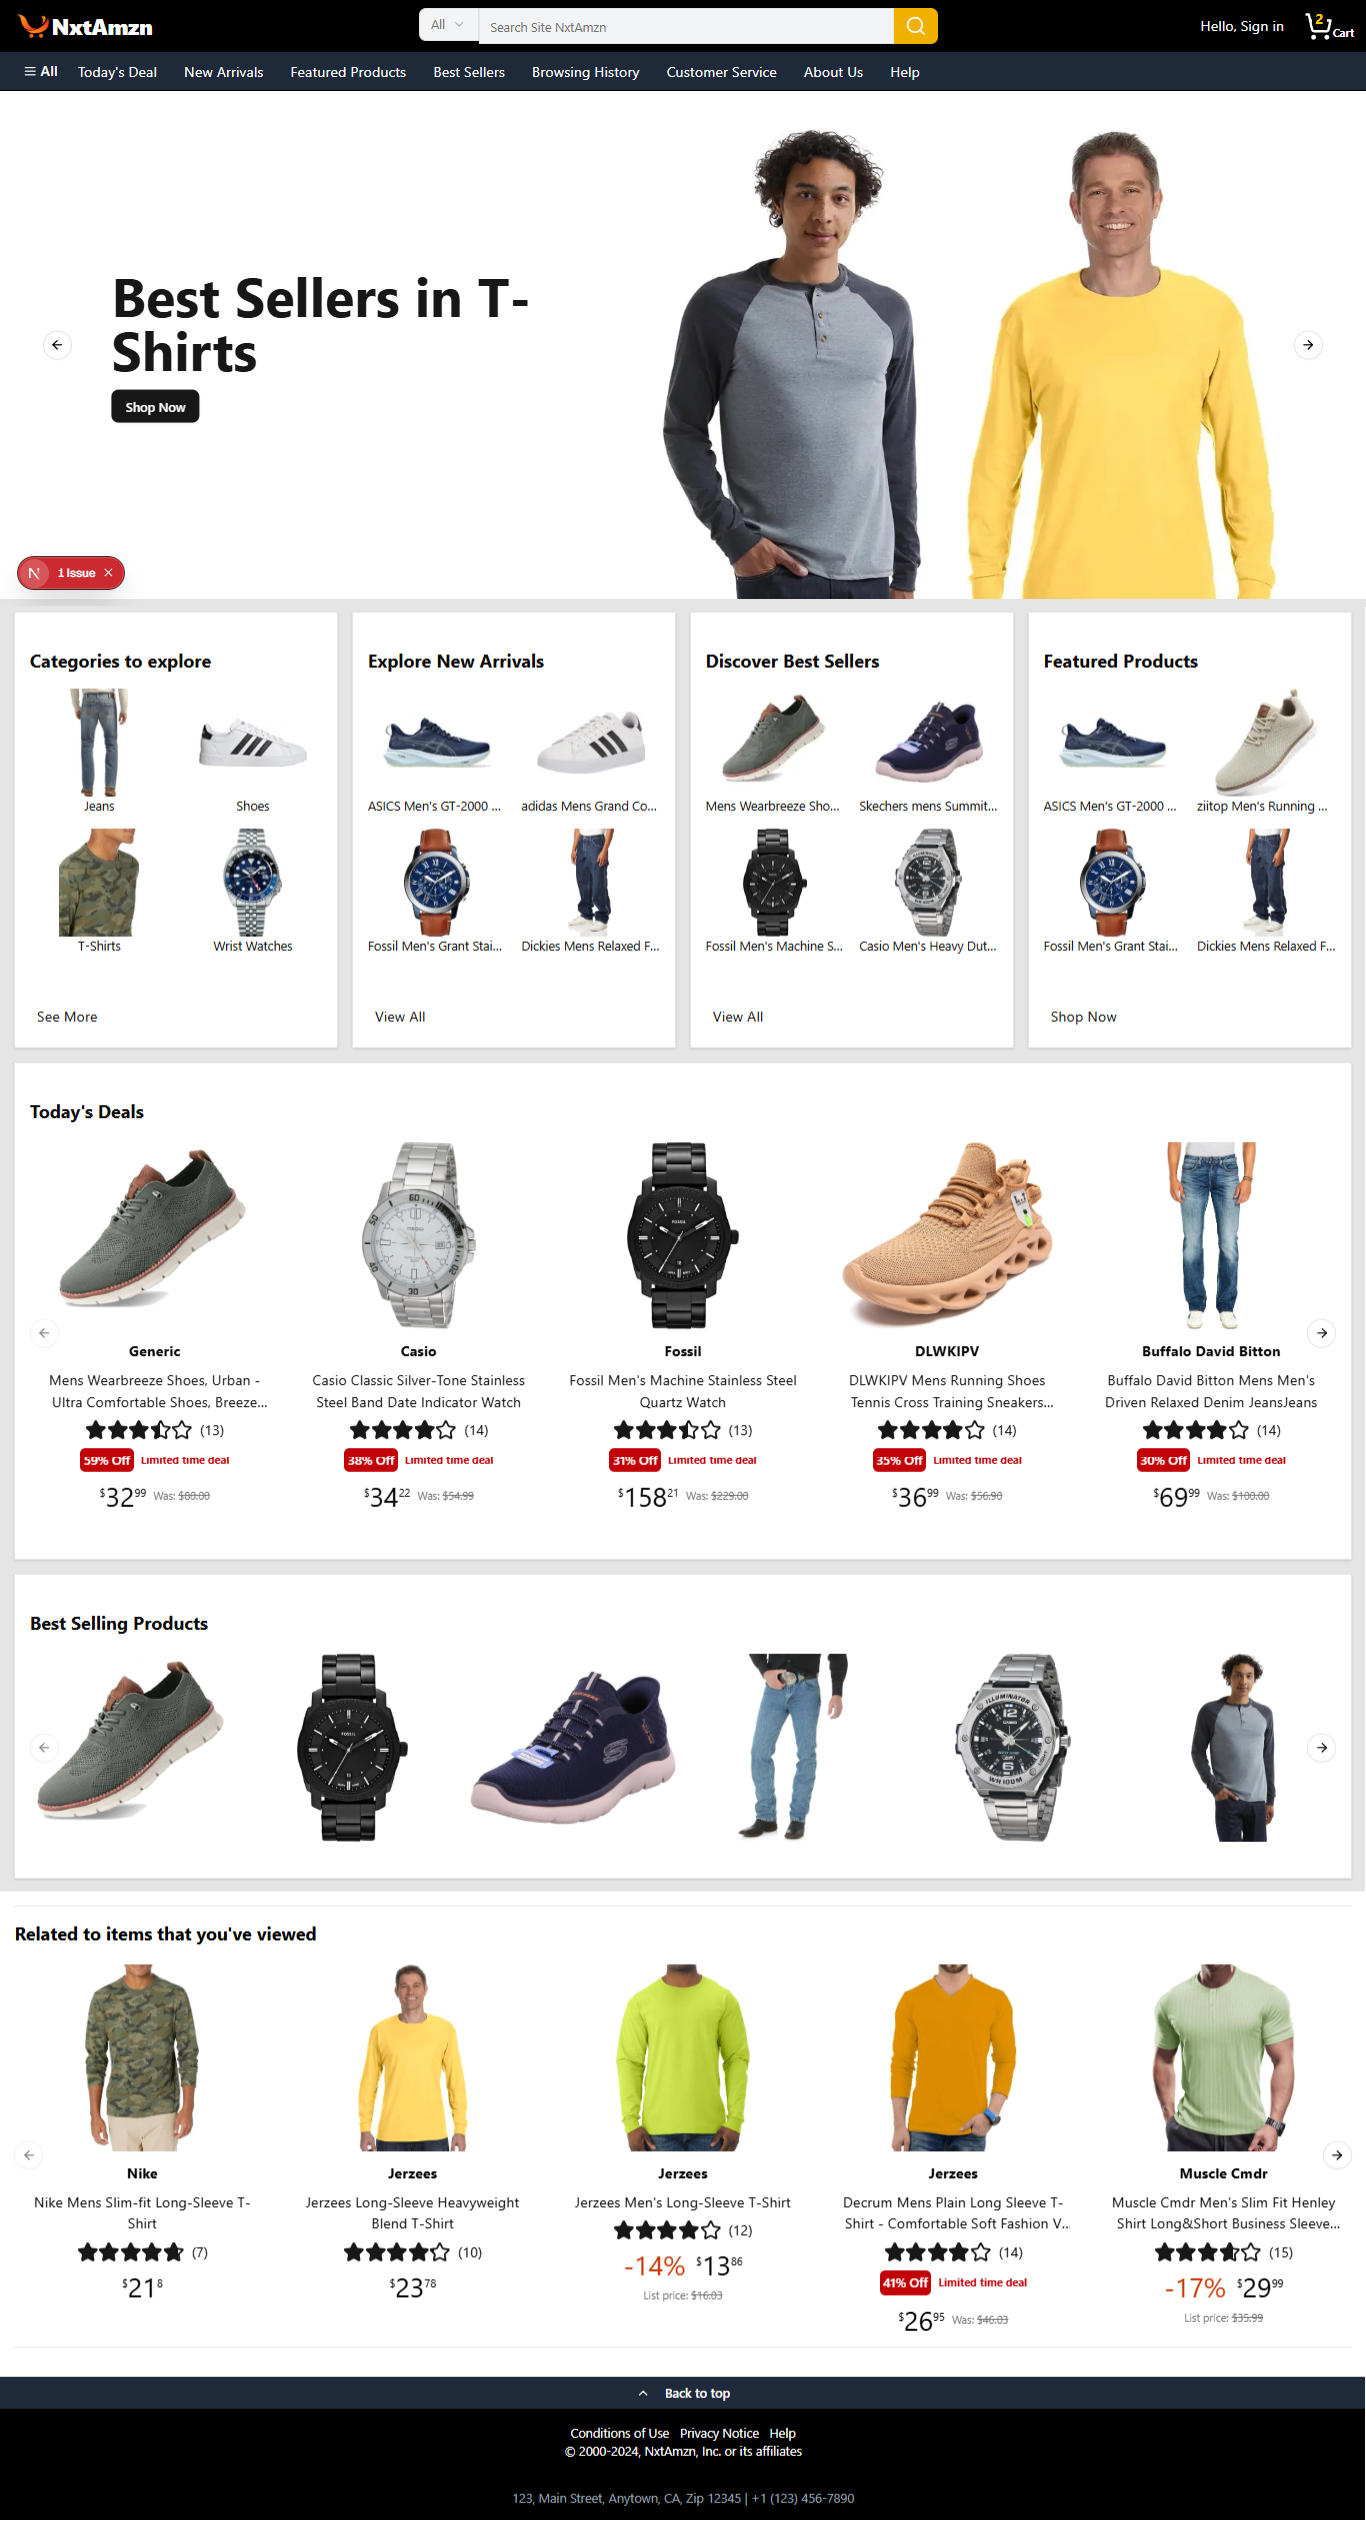 NxtAmzn
All
Search Site NxtAmzn
Hello, Sign in
2
Cart
All
Today's Deal
New Arrivals
Featured Products
Best Sellers
Browsing History
Customer Service
About Us
Help
Best Sellers in T-
Shirts
Shop Now
N
1 Issue
Categories to explore
Jeans
Shoes
T-Shirts
Wrist Watches
See More
Explore New Arrivals
ASICS Men's GT-2000 ...
adidas Mens Grand Co...
Fossil Men's Grant Stai...
Dickies Mens Relaxed F...
View All
Discover Best Sellers
Mens Wearbreeze Sho...
Skechers mens Summit...
Fossil Men's Machine S...
Casio Men's Heavy Dut...
View All
Featured Products
ASICS Men's GT-2000 ...
ziitop Men's Running ...
Fossil Men's Grant Stai...
Dickies Mens Relaxed F...
Shop Now
Today's Deals
Generic
Mens Wearbreeze Shoes, Urban -
Ultra Comfortable Shoes, Breeze...
(13)
59% Off
Limited time deal
$32 99 Was: $80.00
Casio
Casio Classic Silver-Tone Stainless
Steel Band Date Indicator Watch
(14)
38% Off
Limited time deal
$34 22 Was: $54.99
Fossil
Fossil Men's Machine Stainless Steel
Quartz Watch
(13)
31% Off
Limited time deal
$158 21 Was: $229.00
DLWKIPV
DLWKIPV Mens Running Shoes
Tennis Cross Training Sneakers...
(14)
35% Off
Limited time deal
$36 99 Was: $56.90
Buffalo David Bitton
Buffalo David Bitton Mens Men's
Driven Relaxed Denim JeansJeans
(14)
30% Off
Limited time deal
$69 99 Was: $100.00
Best Selling Products
ILLUMINATOR
WR100M
Related to items that you've viewed
Nike
Nike Mens Slim-fit Long-Sleeve T-
Shirt
(7)
$21 8
Jerzees
Jerzees Long-Sleeve Heavyweight
Blend T-Shirt
(10)
$23 78
Jerzees
Jerzees Men's Long-Sleeve T-Shirt
(12)
-14% $13 86
List price: $16.03
Jerzees
Decrum Mens Plain Long Sleeve T-
Shirt - Comfortable Soft Fashion V...
(14)
41% Off
Limited time deal
$26 95 Was: $46.03
Muscle Cmdr
Muscle Cmdr Men's Slim Fit Henley
Shirt Long&Short Business Sleeve...
(15)
-17% $29 99
List price: $35.99
Back to top
Conditions of Use
Privacy Notice
Help
© 2000-2024, NxtAmzn, Inc. or its affiliates
123, Main Street, Anytown, CA, Zip 12345 | +1 (123) 456-7890